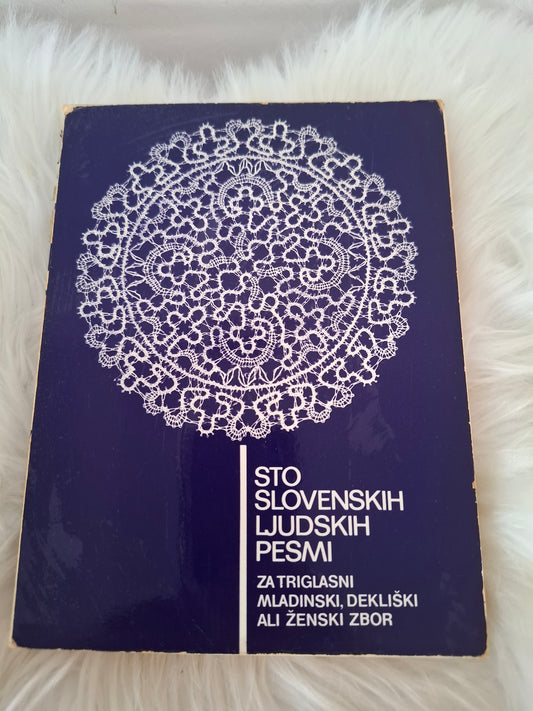 STO
SLOVENSKIH
LJUDSKIH
PESMI
ZA TRIGLASNI
MLADINSKI, DEKLIŠKI
ALI ŽENSKI ZBOR